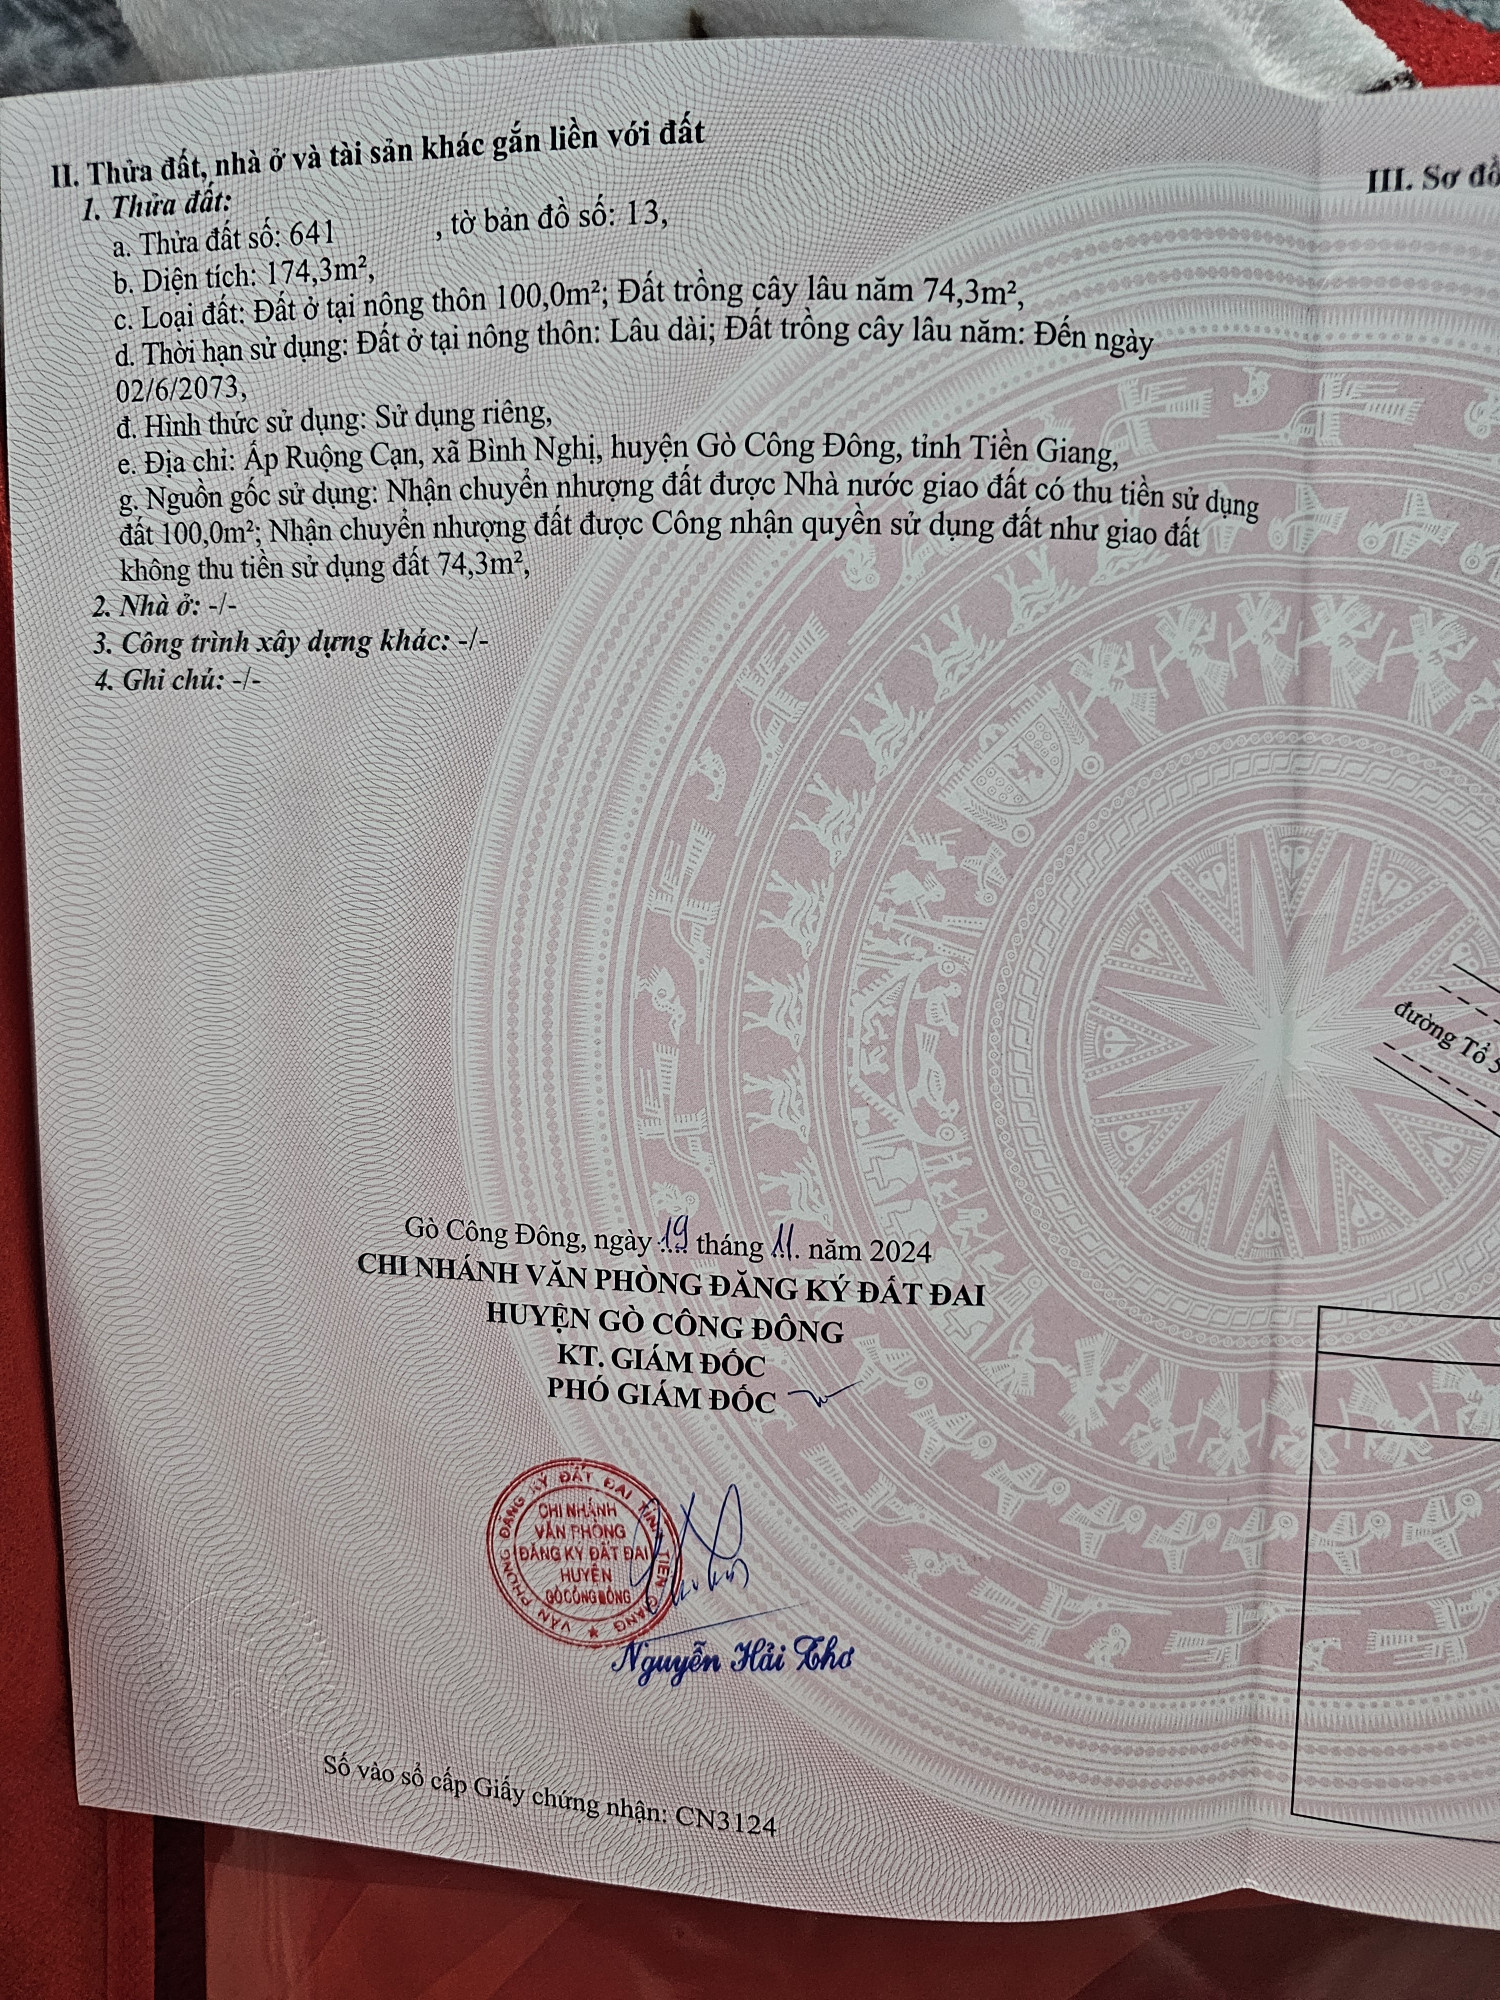 II. Thửa đất, nhà ở và tài sản khác gắn liền với đất
1. Thửa đất:
a. Thửa đất số: 641 , tờ bản đồ số: 13,
b. Diện tích: 174,3m²,
c. Loại đất: Đất ở tại nông thôn 100,0m²; Đất trồng cây lâu năm 74,3m²,
d. Thời hạn sử dụng: Đất ở tại nông thôn: Lâu dài; Đất trồng cây lâu năm: Đến ngày
02/6/2073,
đ. Hình thức sử dụng: Sử dụng riêng,
e. Địa chỉ: Ấp Ruộng Cạn, xã Bình Nghị, huyện Gò Công Đông, tỉnh Tiền Giang,
g. Nguồn gốc sử dụng: Nhận chuyển nhượng đất được Nhà nước giao đất có thu tiền sử dụng
đất 100,0m²; Nhận chuyển nhượng đất được Công nhận quyền sử dụng đất như giao đất
không thu tiền sử dụng đất 74,3m²,
2. Nhà ở: -/-
3. Công trình xây dựng khác: -/-
4. Ghi chú: -/-
Gò Công Đông, ngày 19 tháng 11. năm 2024
CHI NHÁNH VĂN PHÒNG ĐĂNG KÝ ĐẤT ĐAI
HUYỆN GÒ CÔNG ĐÔNG
KT. GIÁM ĐỐC
PHÓ GIÁM ĐỐC
VĂN PHÒNG ĐĂNG KÝ ĐẤT ĐAI TỈNH TIỀN GIANG
CHI NHÁNH
VĂN PHÒNG
ĐĂNG KÝ ĐẤT ĐAI
HUYỆN
GÒ CÔNG ĐÔNG
Nguyễn Hải Thơ
Số vào sổ cấp Giấy chứng nhận: CN3124
III. Sơ đồ
đường Tổ 5